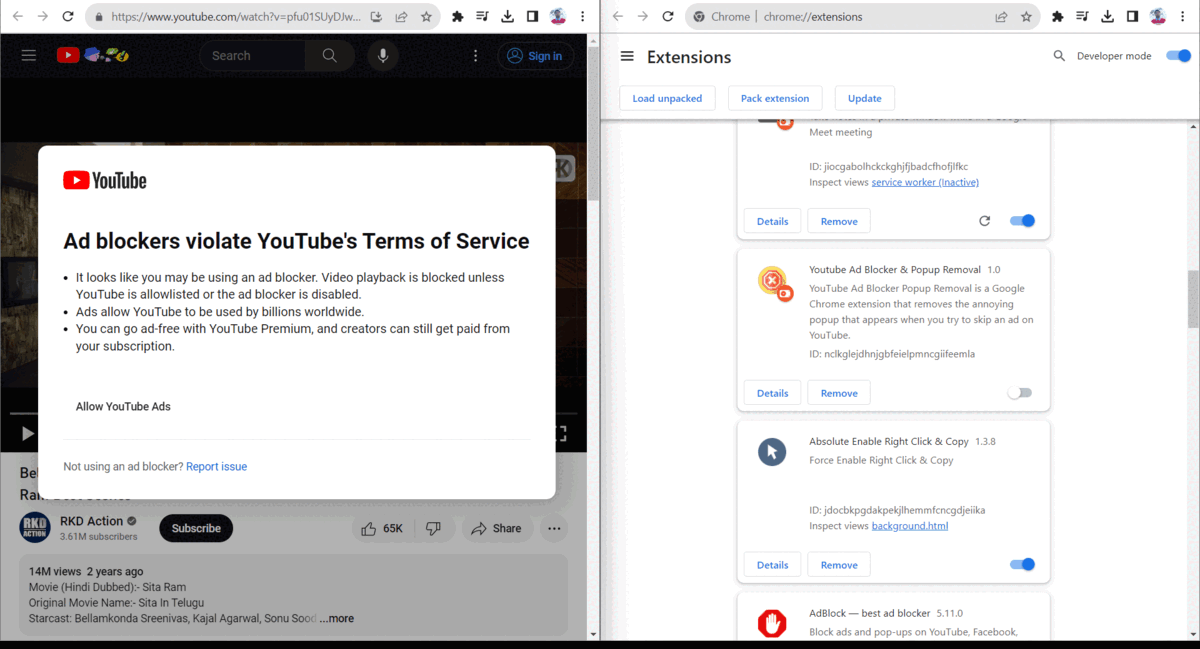 https://www.youtube.com/watch?v=pfu01SUyDJw...
Search
Sign in
YouTube
Ad blockers violate YouTube's Terms of Service
It looks like you may be using an ad blocker. Video playback is blocked unless
YouTube is allowlisted or the ad blocker is disabled.
Ads allow YouTube to be used by billions worldwide.
You can go ad-free with YouTube Premium, and creators can still get paid from
your subscription.
Allow YouTube Ads
Not using an ad blocker? Report issue
RKD Action
3.61M subscribers
RKD
ACTION
Subscribe
65K
Share
14M views 2 years ago
Movie (Hindi Dubbed):- Sita Ram
Original Movie Name:- Sita In Telugu
Starcast: Bellamkonda Sreenivas, Kajal Agarwal, Sonu Sood ...more
Chrome | chrome://extensions
Extensions
Developer mode
Load unpacked
Pack extension
Update
Meet meeting
ID: jiocgabolhckckghjfjbadcfhofjlfkc
Inspect views service worker (Inactive)
Details
Remove
Youtube Ad Blocker & Popup Removal 1.0
YouTube Ad Blocker Popup Removal is a Google
Chrome extension that removes the annoying
popup that appears when you try to skip an ad on
YouTube.
ID: nclkglejdhnjgbfeielpmncgiifeemla
Details
Remove
Absolute Enable Right Click & Copy 1.3.8
Force Enable Right Click & Copy
ID: jdocbkpgdakpekjlhemmfcncgdjeiika
Inspect views background.html
Details
Remove
AdBlock — best ad blocker 5.11.0
Block ads and pop-ups on YouTube, Facebook,